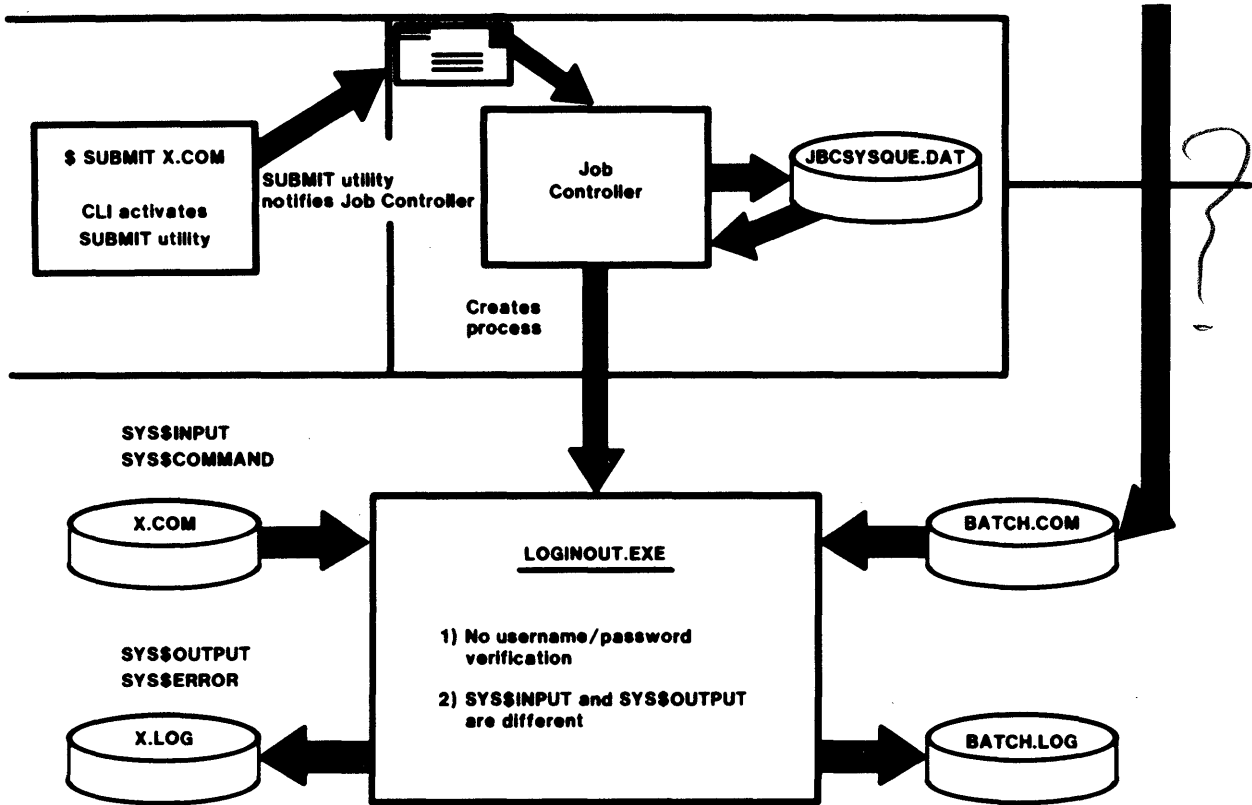 $ SUBMIT X.COM
CLI activates
SUBMIT utility
SUBMIT utility
notifies Job Controller
Job
Controller
JBCSYSQUE.DAT
Creates
process
?
SYS$INPUT
SYS$COMMAND
X.COM
LOGINOUT.EXE
1) No username/password
verification
2) SYS$INPUT and SYS$OUTPUT
are different
BATCH.COM
SYS$OUTPUT
SYS$ERROR
X.LOG
BATCH.LOG